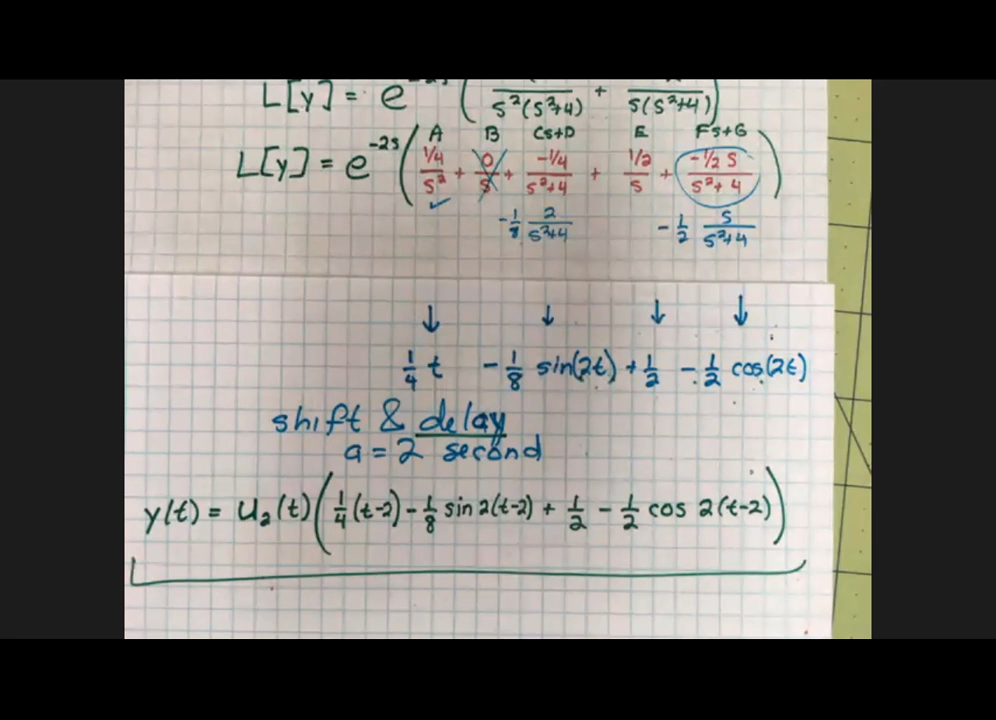 L[y] = e^-2s ( / s²(s²+4) + / s(s²+4) )
A B Cs+D E Fs+G
L[y] = e^-2s ( 1/4 / s² + 0/s + -1/4 / s²+4 + 1/2 / s + -1/2 s / s²+4 )
-1/8 2/s²+4 -1/2 s/s²+4
↓ ↓ ↓ ↓
1/4 t - 1/8 sin(2t) + 1/2 - 1/2 cos(2t)
shift & delay
a = 2 second
y(t) = u₂(t) ( 1/4 (t-2) - 1/8 sin 2(t-2) + 1/2 - 1/2 cos 2(t-2) )